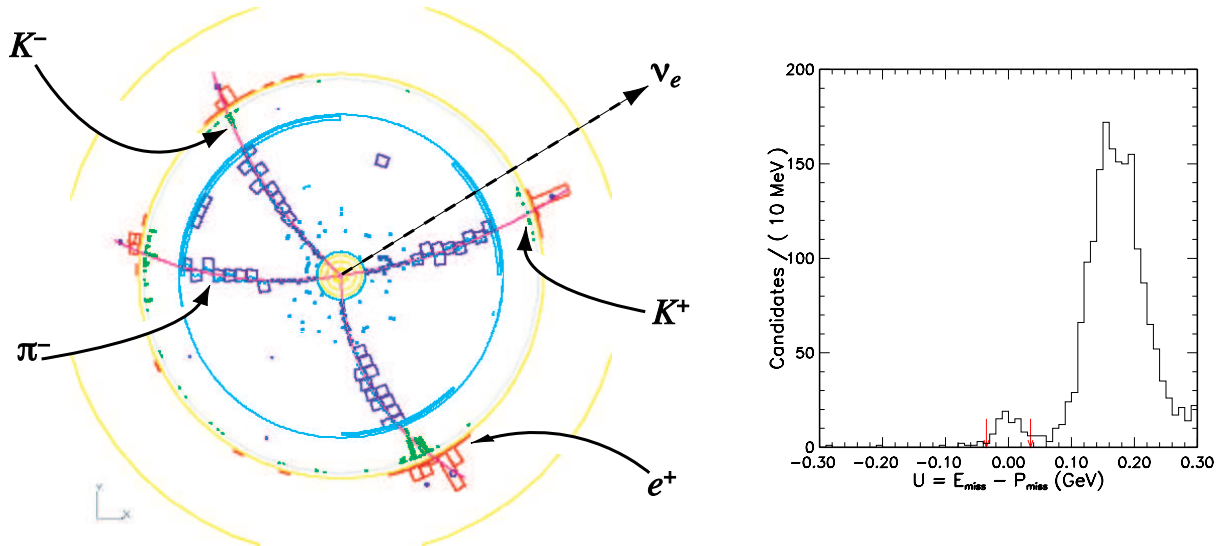 K⁻
νₑ
π⁻
K⁺
e⁺
Y
X
200
150
100
50
0
Candidates / ( 10 MeV )
-0.30 -0.20 -0.10 0.00 0.10 0.20 0.30
U = E_miss − P_miss (GeV)